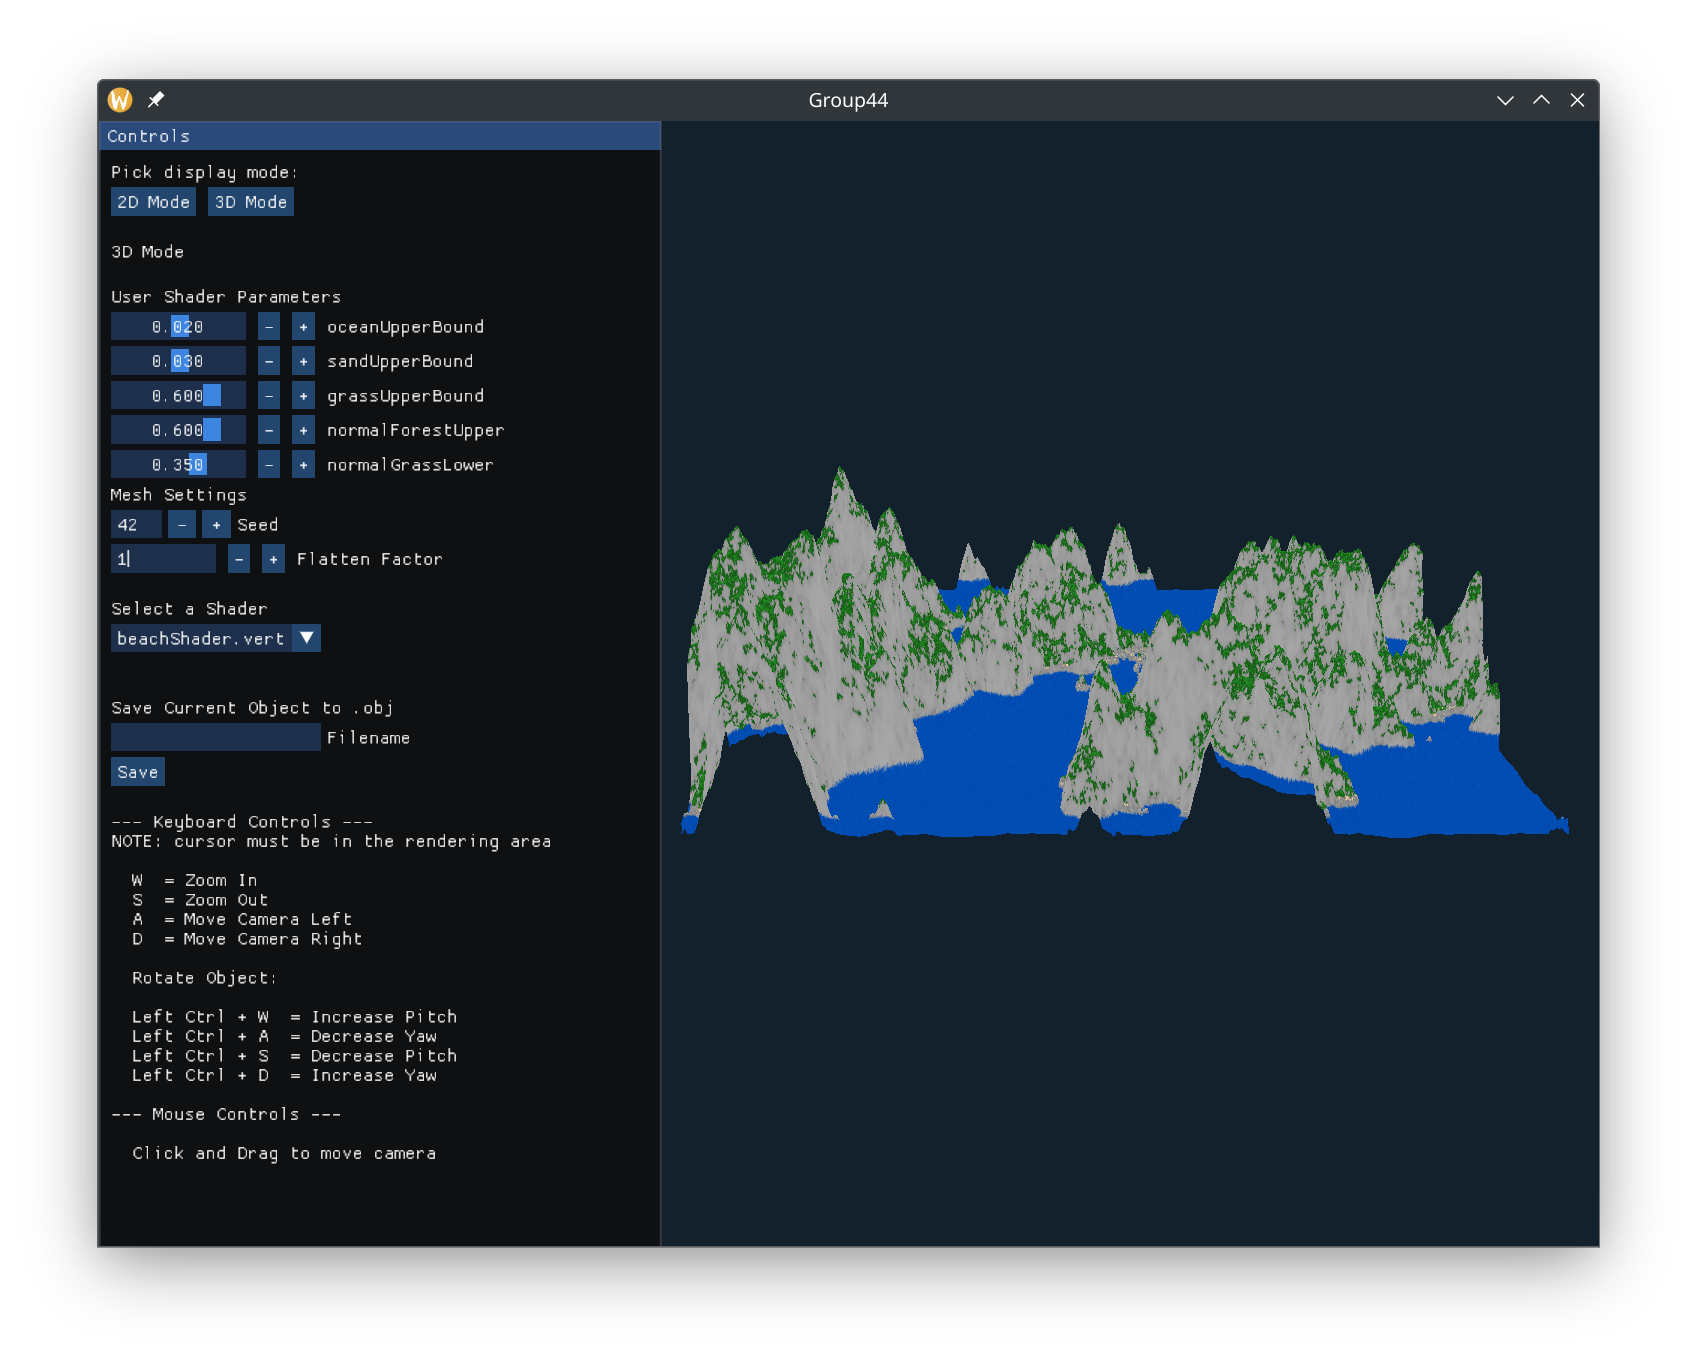 W
Group44
Controls
Pick display mode:
2D Mode 3D Mode
3D Mode
User Shader Parameters
0.020 - + oceanUpperBound
0.030 - + sandUpperBound
0.600 - + grassUpperBound
0.600 - + normalForestUpper
0.350 - + normalGrassLower
Mesh Settings
42 - + Seed
1 - + Flatten Factor
Select a Shader
beachShader.vert
Save Current Object to .obj
Filename
Save
--- Keyboard Controls ---
NOTE: cursor must be in the rendering area
W = Zoom In
S = Zoom Out
A = Move Camera Left
D = Move Camera Right
Rotate Object:
Left Ctrl + W = Increase Pitch
Left Ctrl + A = Decrease Yaw
Left Ctrl + S = Decrease Pitch
Left Ctrl + D = Increase Yaw
--- Mouse Controls ---
Click and Drag to move camera